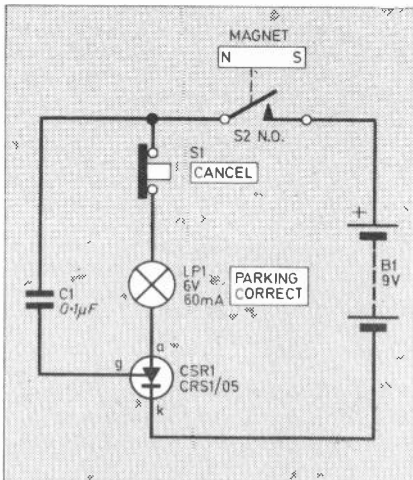 MAGNET
N S
S2 N.O.
S1
CANCEL
+
B1
9V
LP1
6V
60mA
PARKING
CORRECT
C1
0·1µF
a
g
CSR1
CRS1/05
k